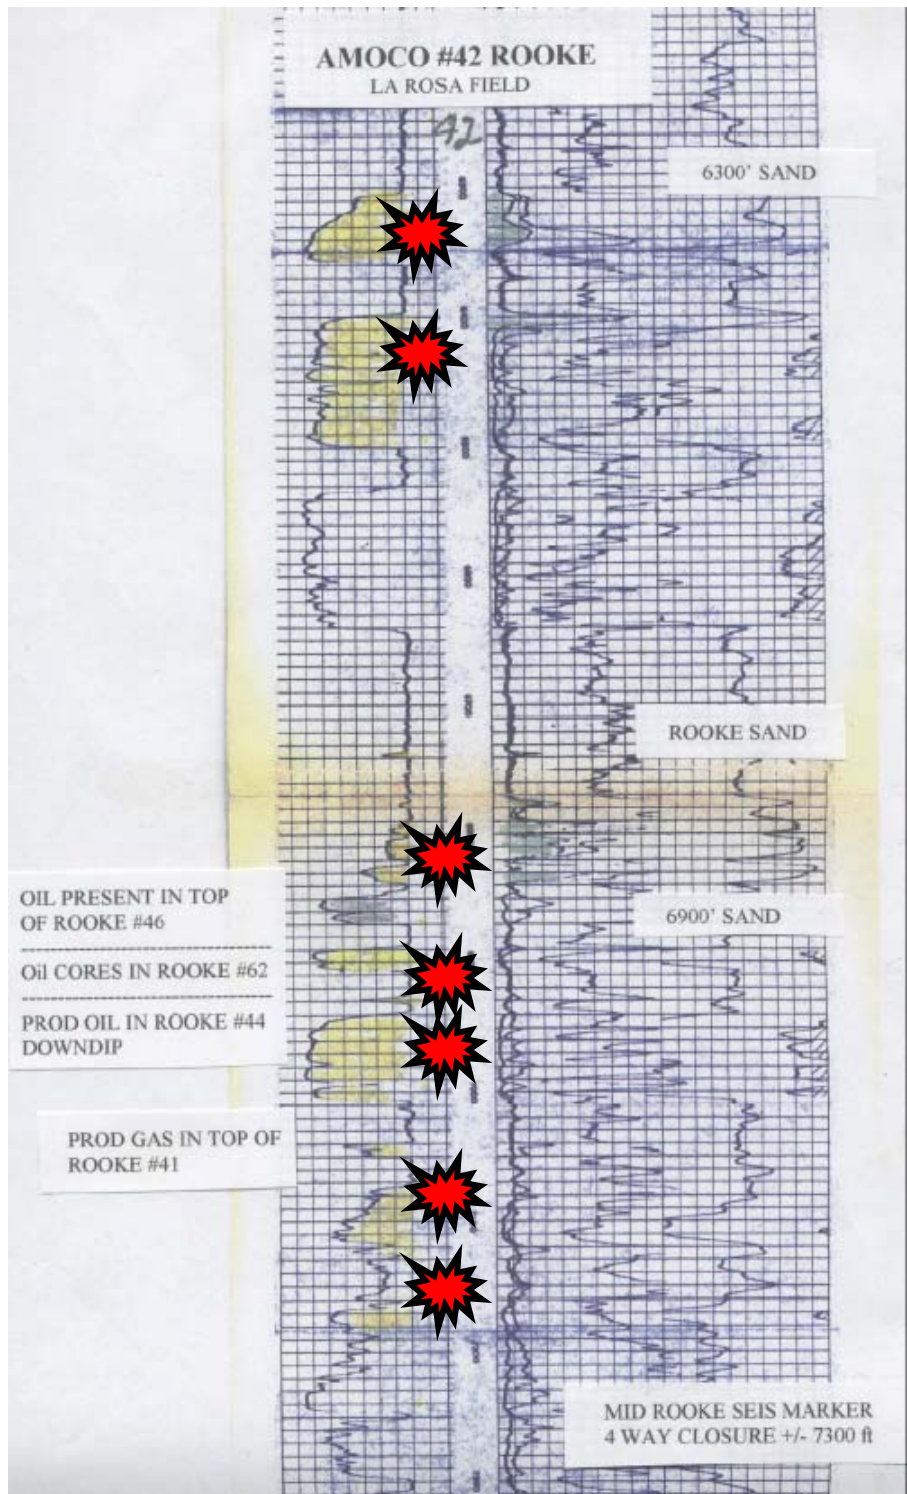 AMOCO #42 ROOKE
LA ROSA FIELD
42
6300' SAND
ROOKE SAND
OIL PRESENT IN TOP
OF ROOKE #46
6900' SAND
OiI CORES IN ROOKE #62
PROD OIL IN ROOKE #44
DOWNDIP
PROD GAS IN TOP OF
ROOKE #41
MID ROOKE SEIS MARKER
4 WAY CLOSURE +/- 7300 ft